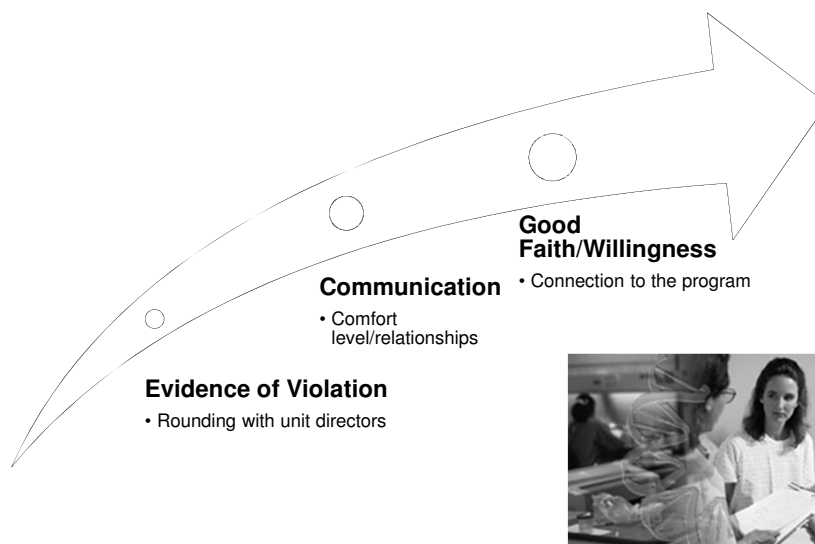 Good
Faith/Willingness
• Connection to the program
Communication
• Comfort
level/relationships
Evidence of Violation
• Rounding with unit directors